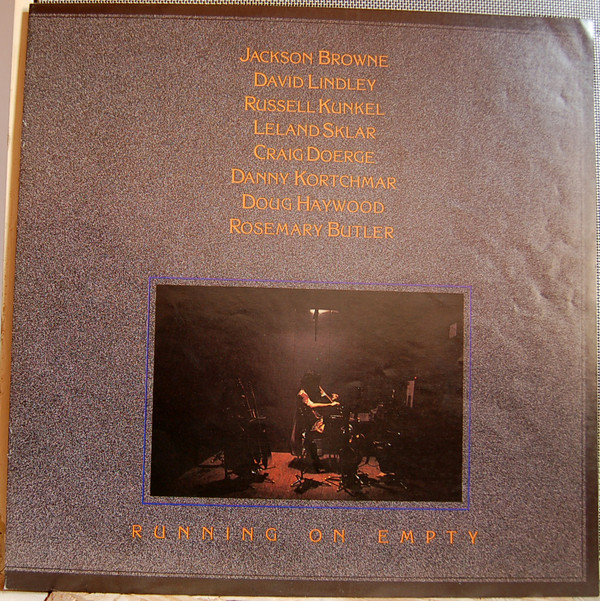 Jackson Browne
David Lindley
Russell Kunkel
Leland Sklar
Craig Doerge
Danny Kortchmar
Doug Haywood
Rosemary Butler
RUNNING ON EMPTY